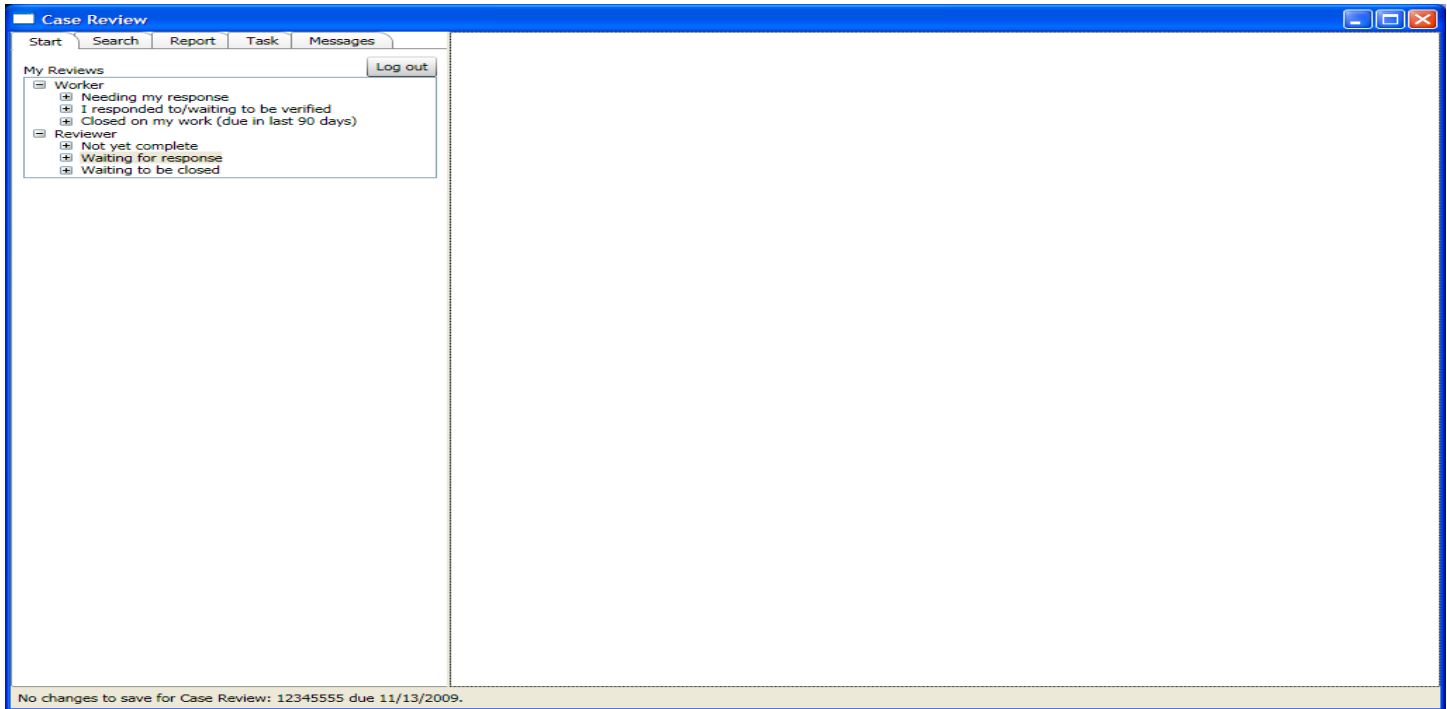 Case Review
Start Search Report Task Messages
My Reviews
Log out
Worker
Needing my response
I responded to/waiting to be verified
Closed on my work (due in last 90 days)
Reviewer
Not yet complete
Waiting for response
Waiting to be closed
No changes to save for Case Review: 12345555 due 11/13/2009.